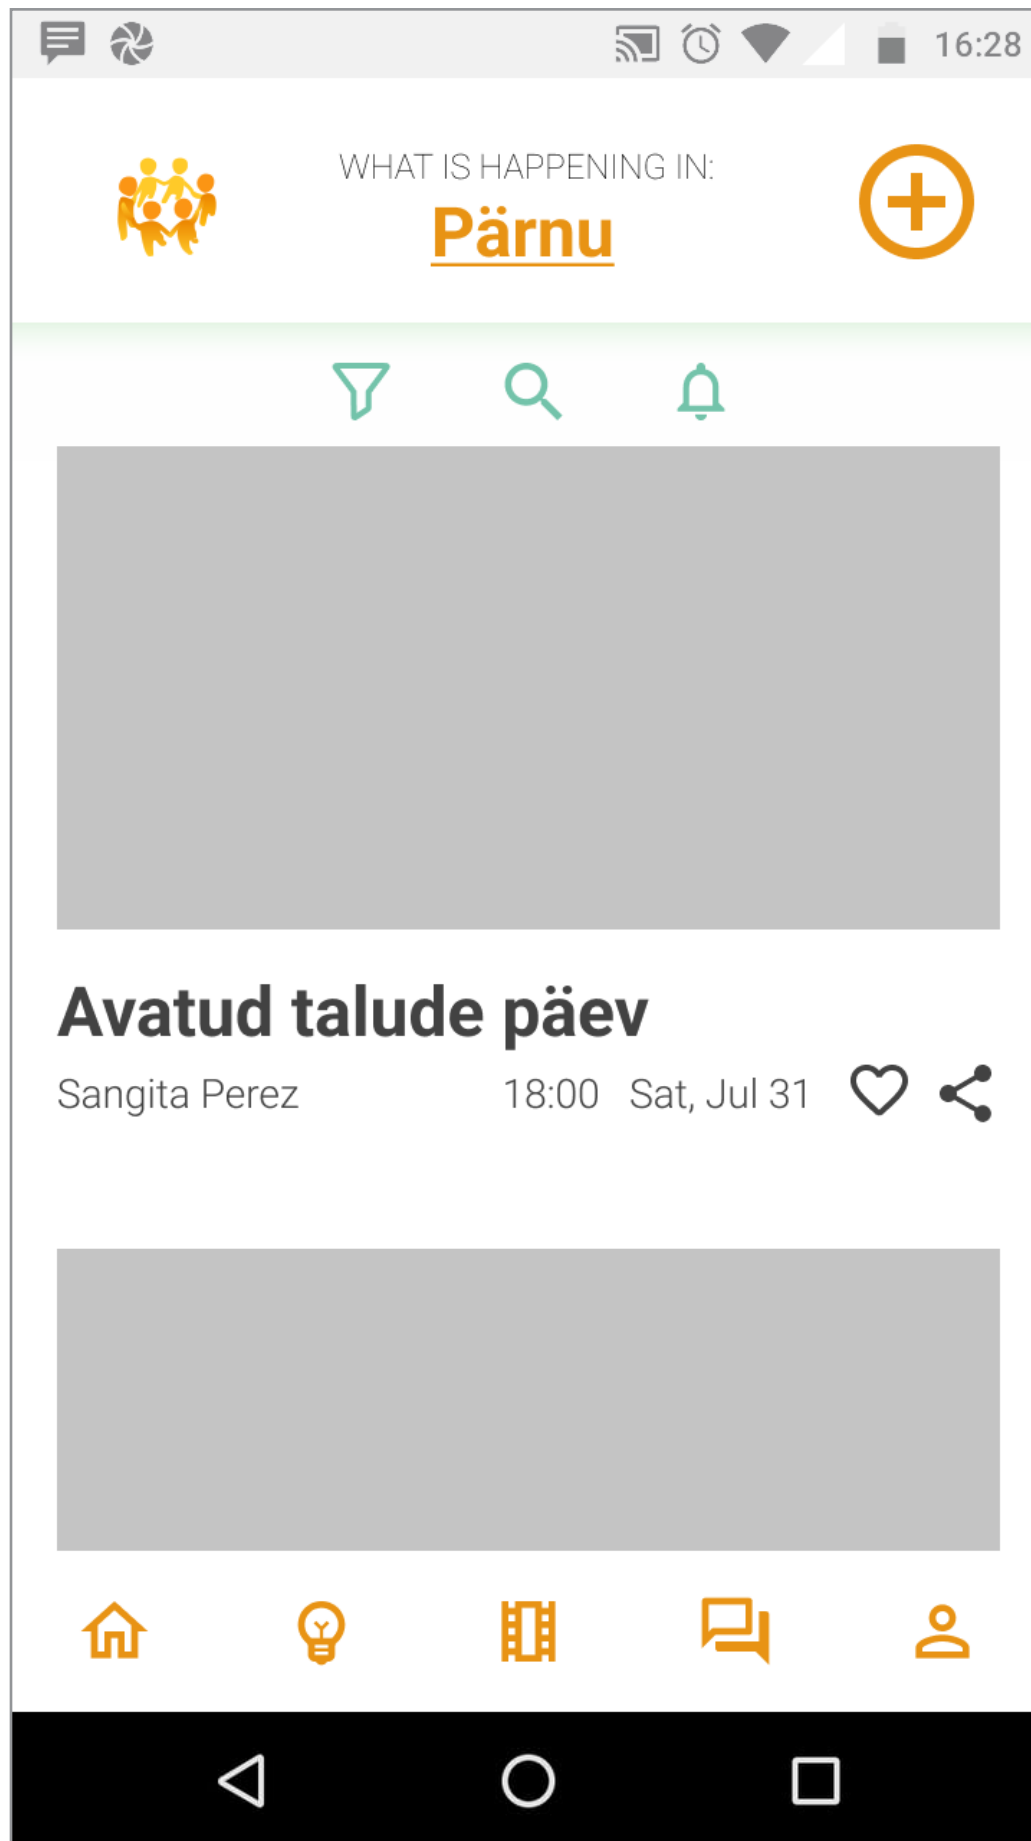 16:28
WHAT IS HAPPENING IN:
Pärnu
Avatud talude päev
Sangita Perez 18:00 Sat, Jul 31